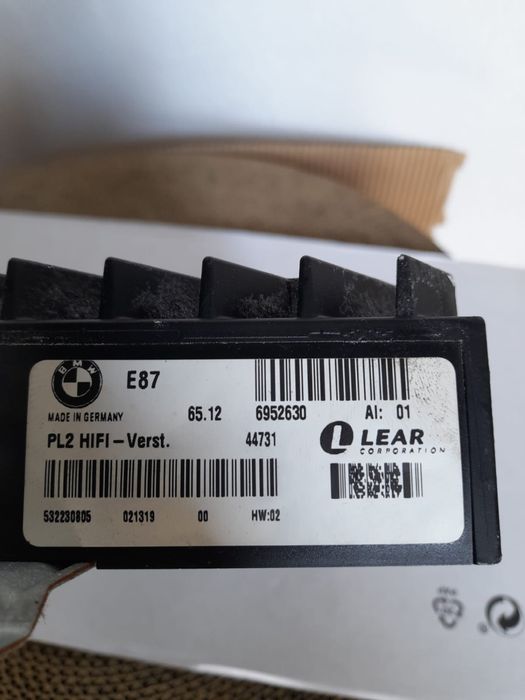 BMW
E87
MADE IN GERMANY
65.12 6952630 AI: 01
PL2 HIFI-Verst. 44731
LEAR
CORPORATION
532230805 021319 00 HW:02